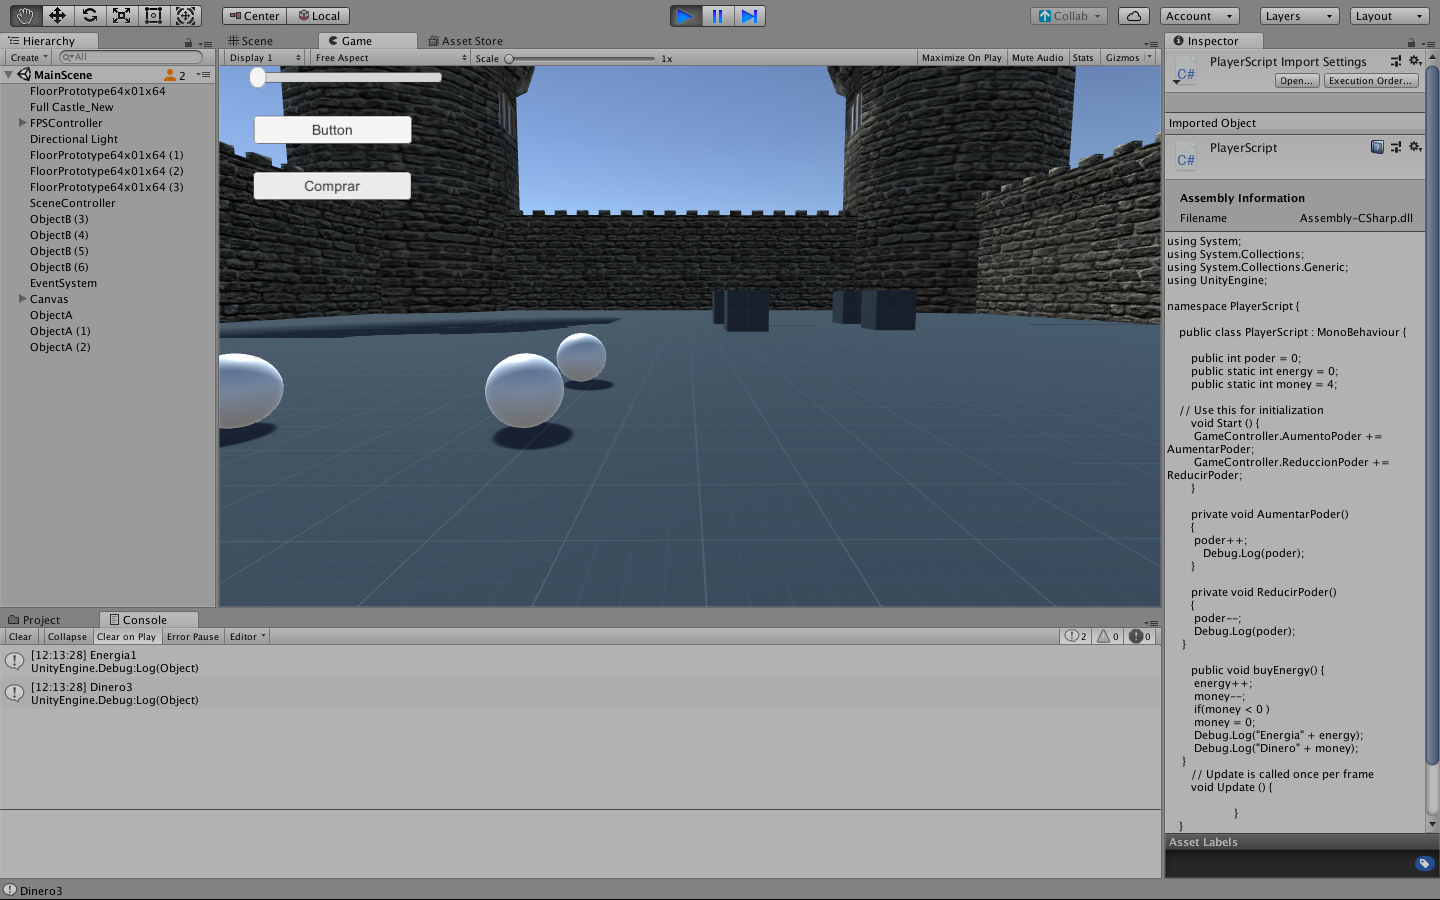 Center
Local
Collab
Account
Layers
Layout
Hierarchy
Scene
Game
Asset Store
Inspector
Create
All
Display 1
Free Aspect
Scale
1x
Maximize On Play
Mute Audio
Stats
Gizmos
MainScene
2
FloorPrototype64x01x64
Full Castle_New
FPSController
Directional Light
FloorPrototype64x01x64 (1)
FloorPrototype64x01x64 (2)
FloorPrototype64x01x64 (3)
SceneController
ObjectB (3)
ObjectB (4)
ObjectB (5)
ObjectB (6)
EventSystem
Canvas
ObjectA
ObjectA (1)
ObjectA (2)
Button
Comprar
C#
PlayerScript Import Settings
Open...
Execution Order...
Imported Object
C#
PlayerScript
Assembly Information
Filename
Assembly-CSharp.dll
using System;
using System.Collections;
using System.Collections.Generic;
using UnityEngine;
namespace PlayerScript {
public class PlayerScript : MonoBehaviour {
public int poder = 0;
public static int energy = 0;
public static int money = 4;
// Use this for initialization
void Start () {
GameController.AumentoPoder +=
AumentarPoder;
GameController.ReduccionPoder +=
ReducirPoder;
}
private void AumentarPoder()
{
poder++;
Debug.Log(poder);
}
private void ReducirPoder()
{
poder--;
Debug.Log(poder);
}
public void buyEnergy() {
energy++;
money--;
if(money < 0 )
money = 0;
Debug.Log("Energia" + energy);
Debug.Log("Dinero" + money);
}
// Update is called once per frame
void Update () {
}
}
Asset Labels
Project
Console
Clear
Collapse
Clear on Play
Error Pause
Editor
2
0
0
[12:13:28] Energia1
UnityEngine.Debug:Log(Object)
[12:13:28] Dinero3
UnityEngine.Debug:Log(Object)
Dinero3